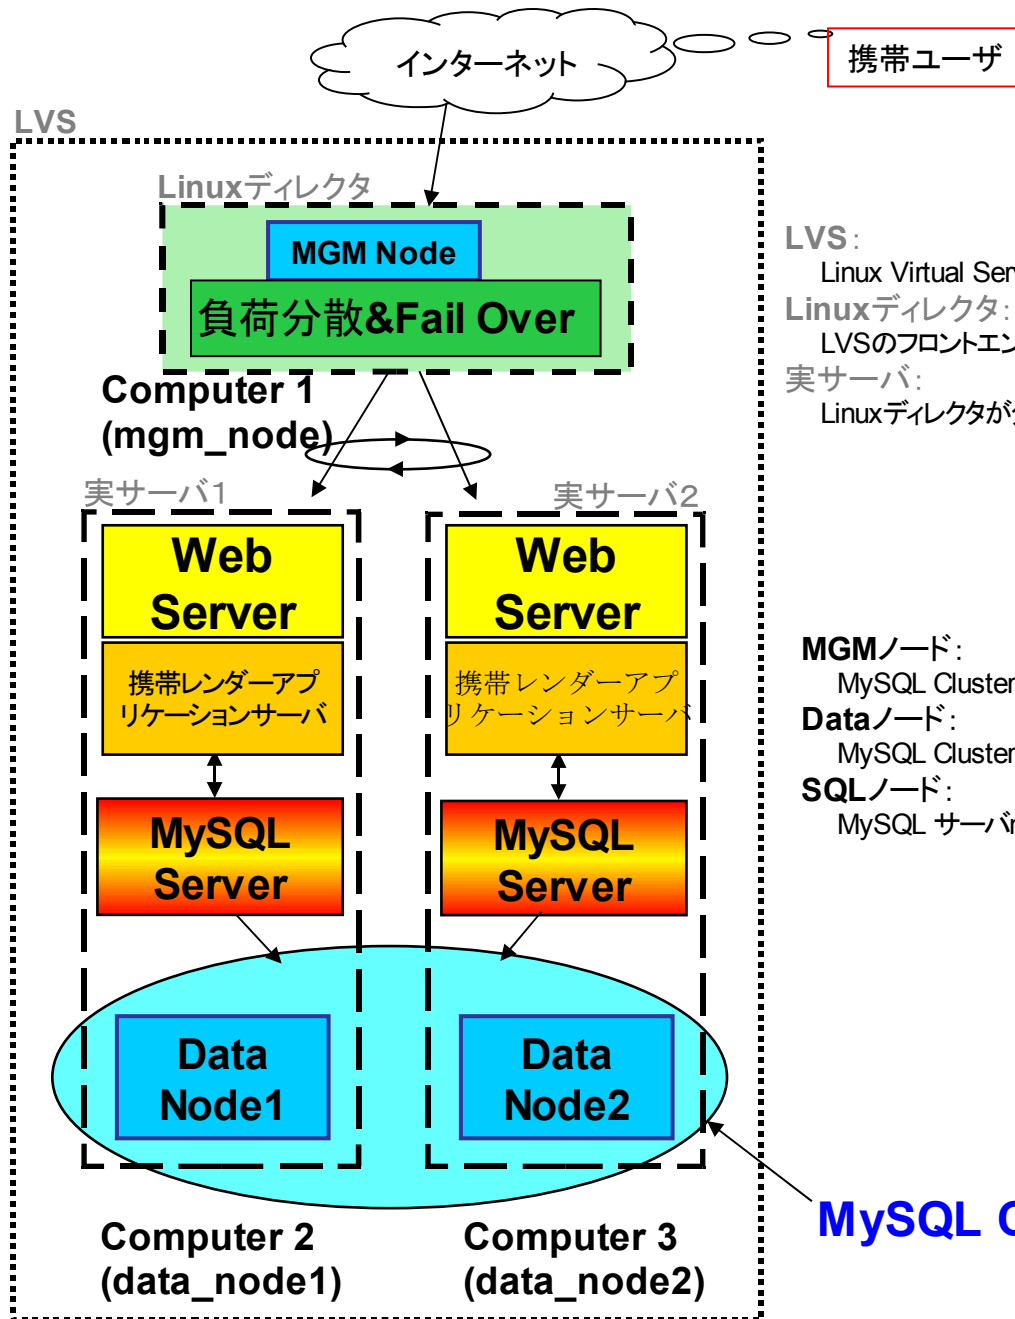 インターネット
携帯ユーザ
LVS
Linuxディレクタ
MGM Node
負荷分散&Fail Over
Computer 1
(mgm_node)
実サーバ1
実サーバ2
Web
Server
Web
Server
携帯レンダーアプ
リケーションサーバ
携帯レンダーアプ
リケーションサーバ
MySQL
Server
MySQL
Server
Data
Node1
Data
Node2
Computer 2
(data_node1)
Computer 3
(data_node2)
LVS:
Linux Virtual
Linuxディレクタ:
LVSのフロントエン
実サーバ:
Linuxディレクタが
MGMノード:
MySQL Cluster
Dataノード:
MySQL Cluster
SQLノード:
MySQL サーバ
MySQL